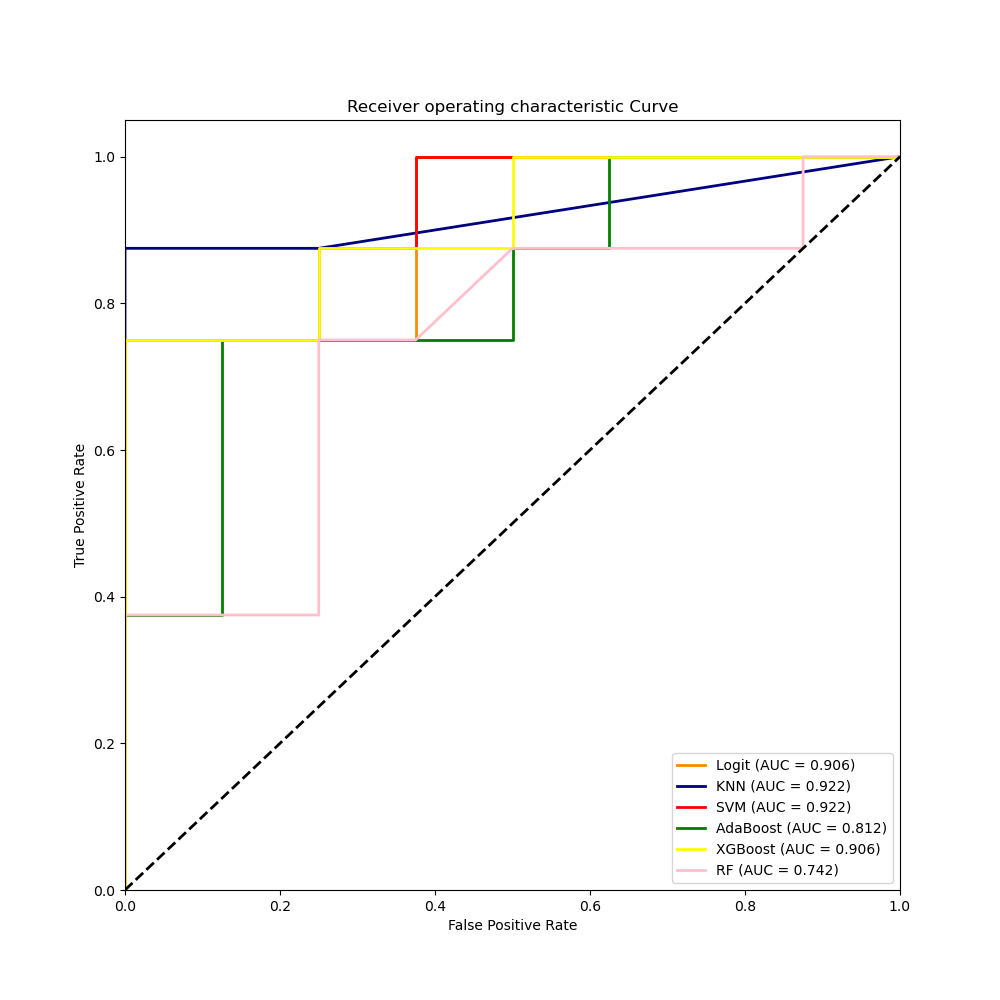 Receiver operating characteristic Curve
True Positive Rate
1.0
0.8
0.6
0.4
0.2
0.0
0.0 0.2 0.4 0.6 0.8 1.0
False Positive Rate
Logit (AUC = 0.906)
KNN (AUC = 0.922)
SVM (AUC = 0.922)
AdaBoost (AUC = 0.812)
XGBoost (AUC = 0.906)
RF (AUC = 0.742)